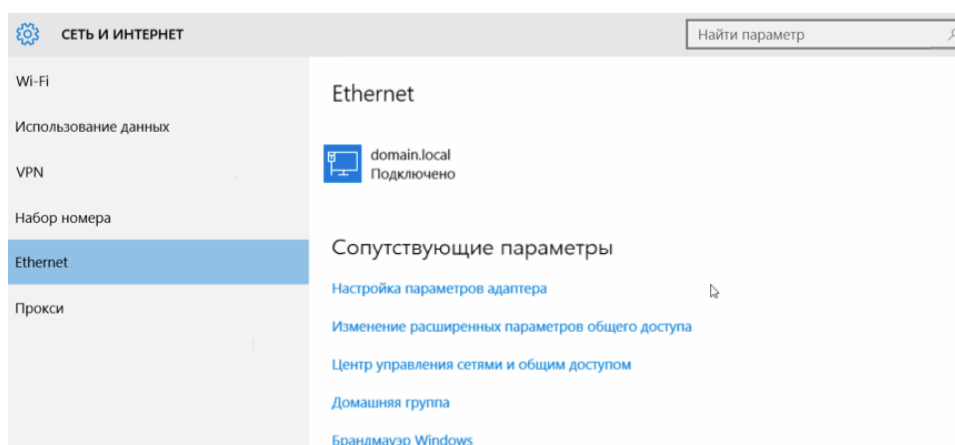 СЕТЬ И ИНТЕРНЕТ
Найти параметр
Wi-Fi
Использование данных
VPN
Набор номера
Ethernet
Прокси
Ethernet
domain.local
Подключено
Сопутствующие параметры
Настройка параметров адаптера
Изменение расширенных параметров общего доступа
Центр управления сетями и общим доступом
Домашняя группа
Брандмауэр Windows